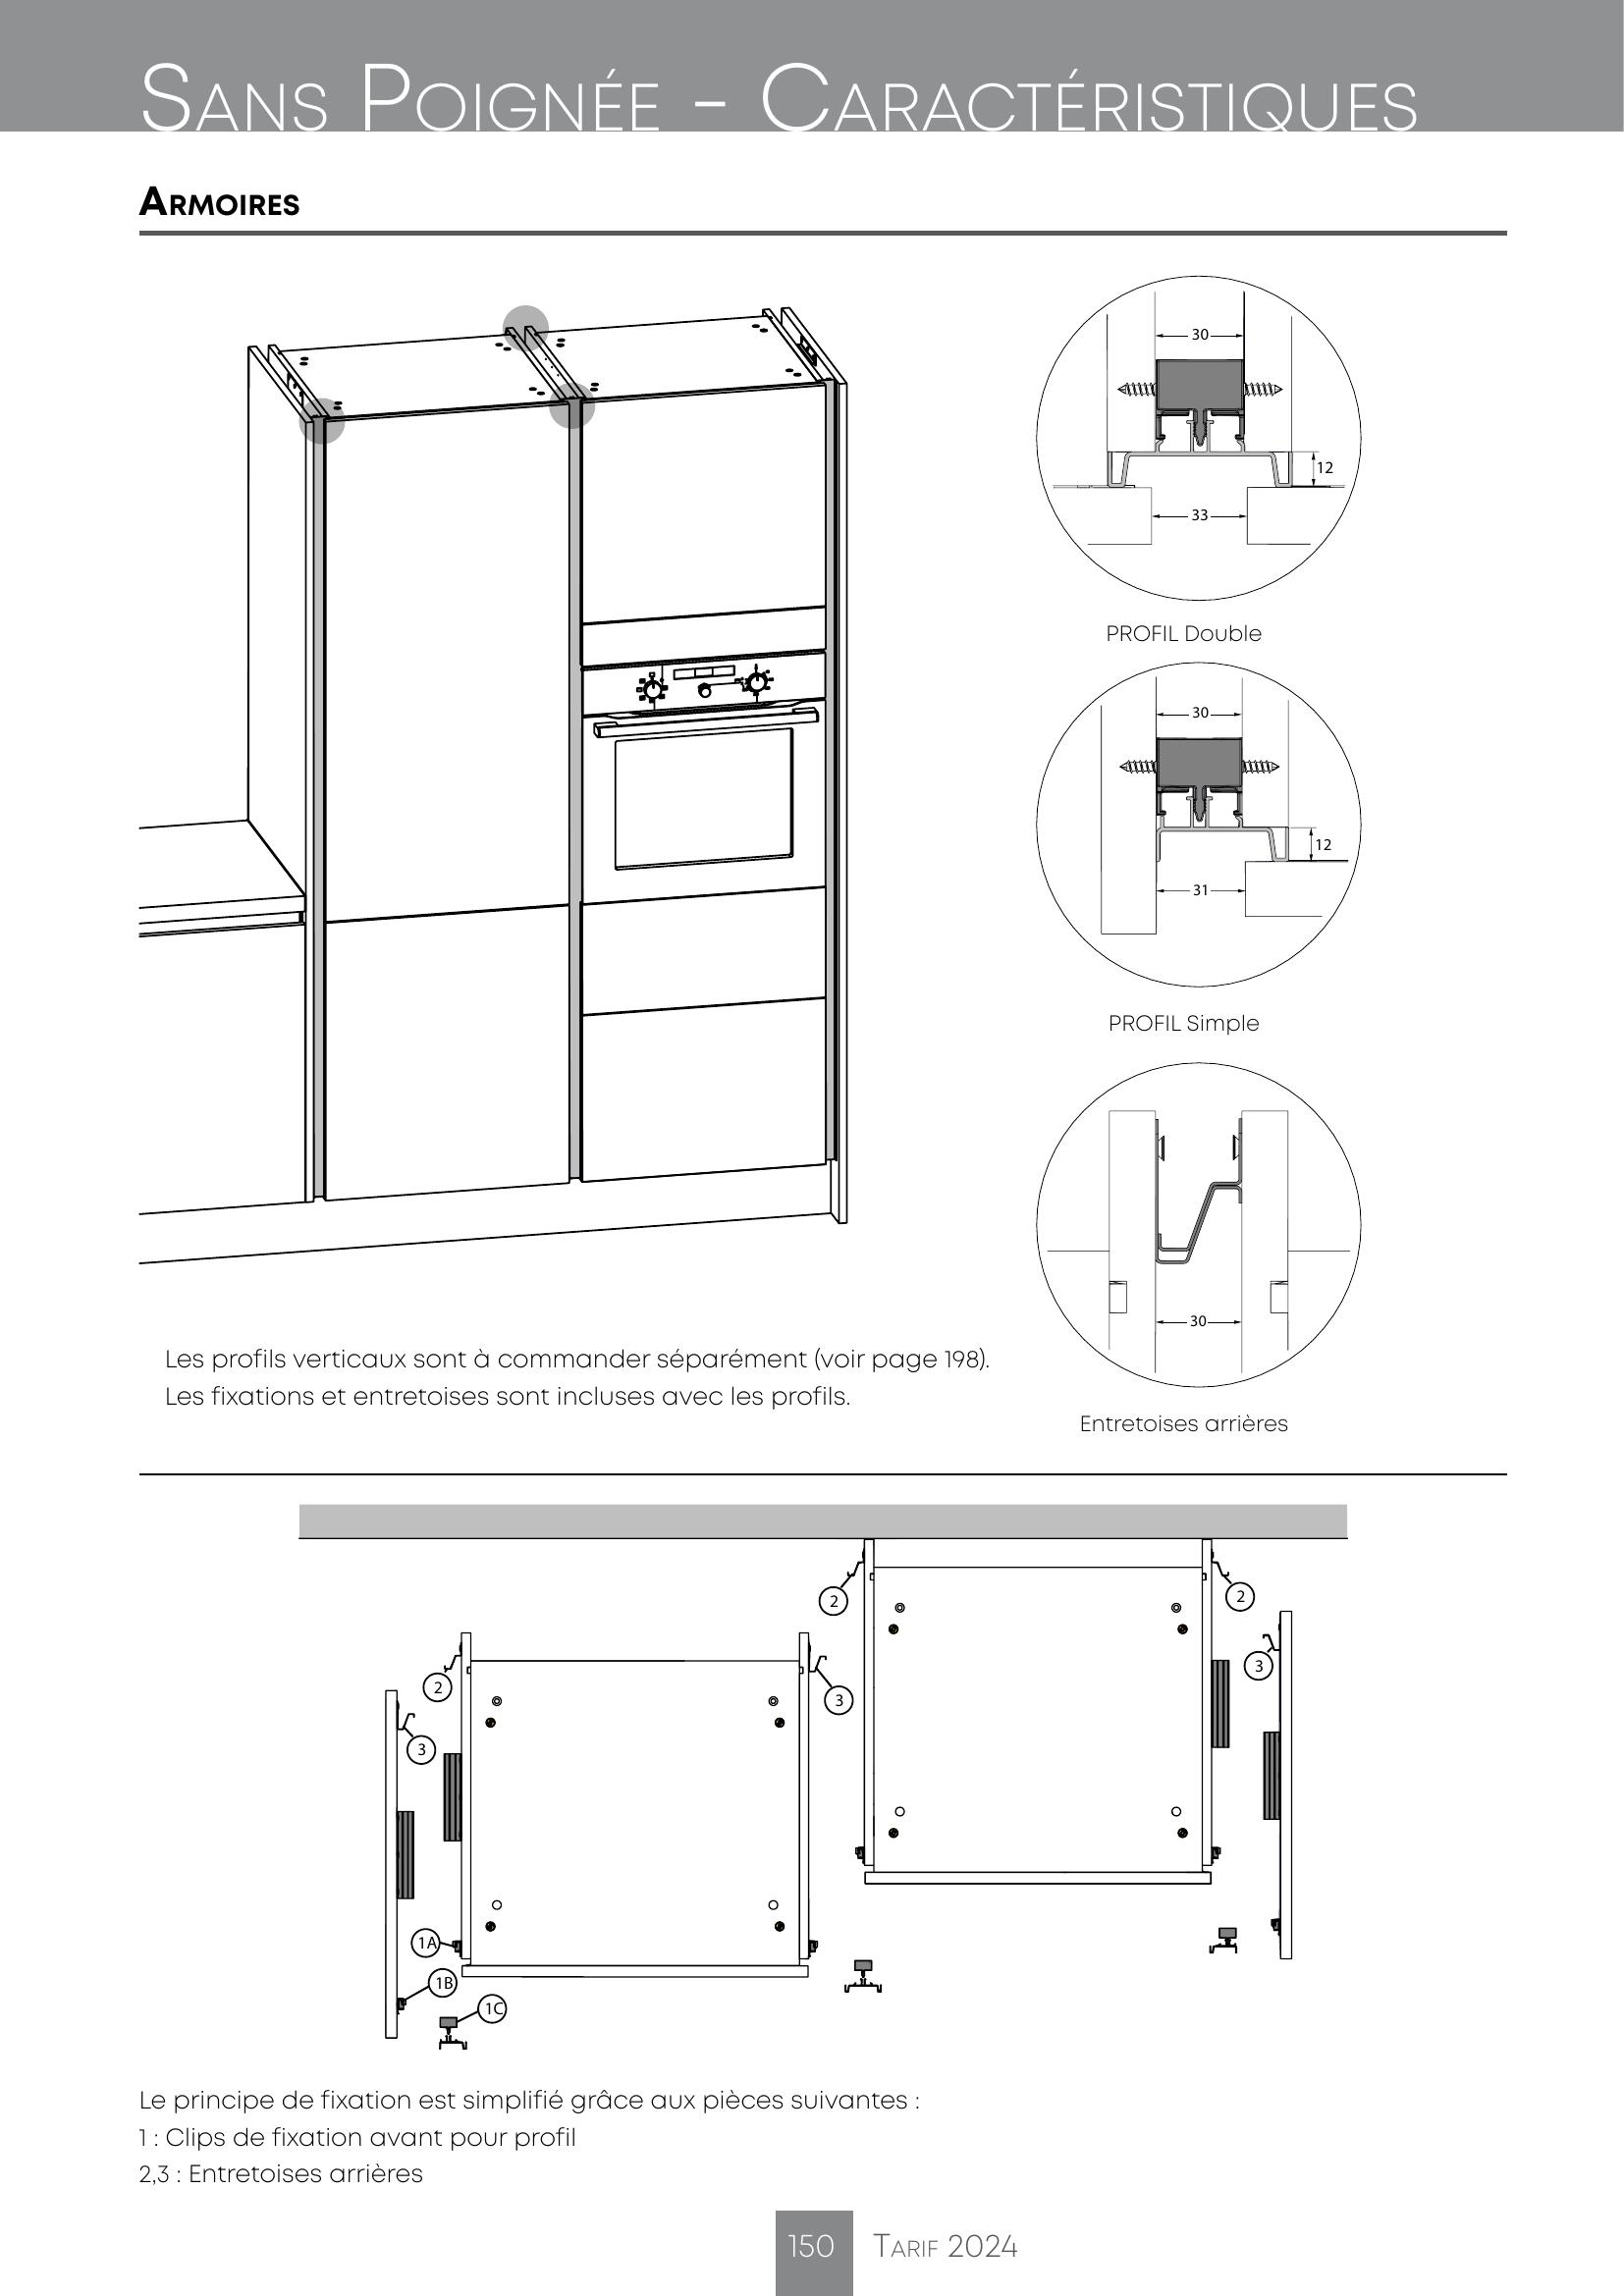 Sans Poignée - Caractéristiques
Armoires
30
12
33
PROFIL Double
30
12
31
PROFIL Simple
30
Entretoises arrières
Les profils verticaux sont à commander séparément (voir page 198).
Les fixations et entretoises sont incluses avec les profils.
2
2
3
2
3
3
1A
1B
1C
Le principe de fixation est simplifié grâce aux pièces suivantes :
1 : Clips de fixation avant pour profil
2,3 : Entretoises arrières
150 Tarif 2024